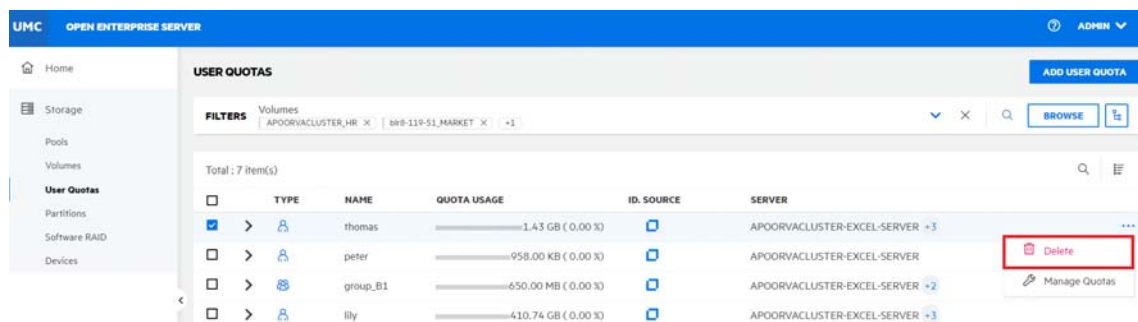 UMC OPEN ENTERPRISE SERVER ADMIN
Home
Storage
Pools
Volumes
User Quotas
Partitions
Software RAID
Devices
USER QUOTAS
ADD USER QUOTA
FILTERS
Volumes
APOORVACLUSTER_HR × blr8-119-51_MARKET × +1
BROWSE
Total : 7 item(s)
TYPE NAME QUOTA USAGE ID. SOURCE SERVER
thomas 1.43 GB ( 0.00 %) APOORVACLUSTER-EXCEL-SERVER +3
peter 958.00 KB ( 0.00 %) APOORVACLUSTER-EXCEL-SERVER
group_B1 650.00 MB ( 0.00 %) APOORVACLUSTER-EXCEL-SERVER +2
lily 410.74 GB ( 0.00 %) APOORVACLUSTER-EXCEL-SERVER +3
Delete
Manage Quotas